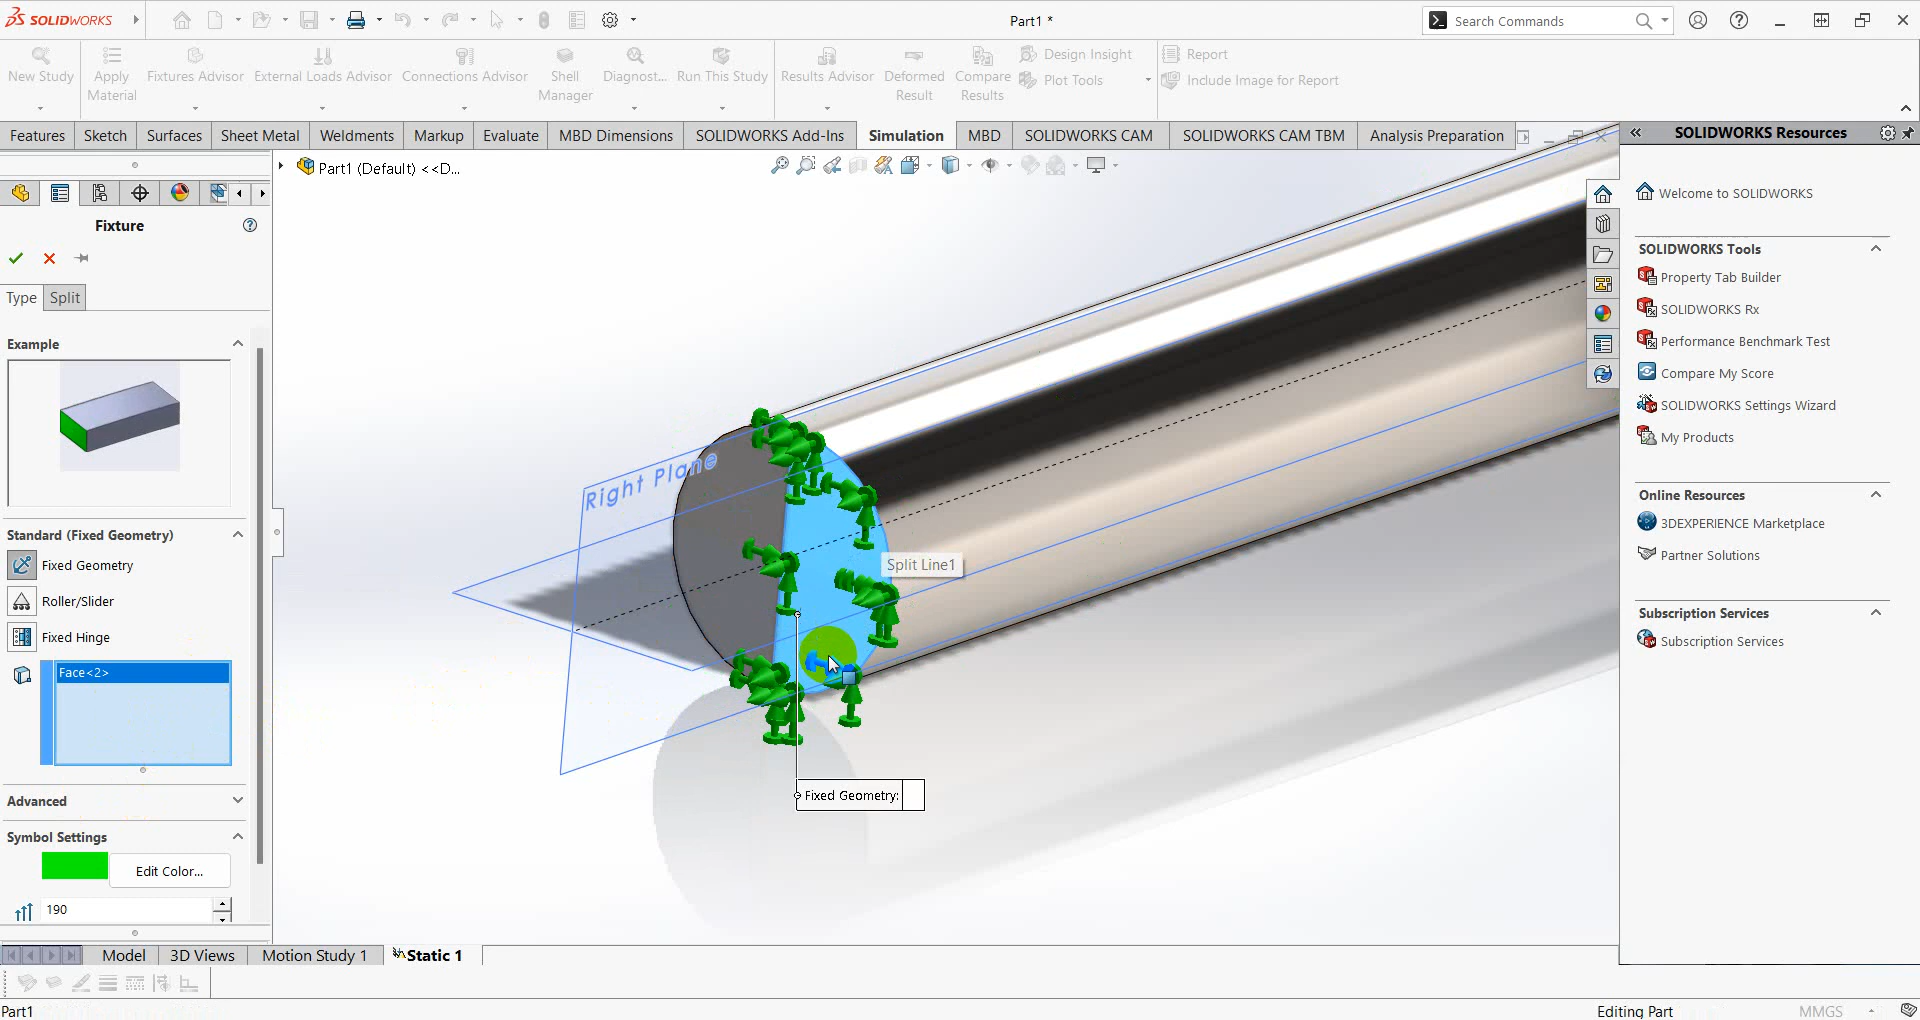 SOLIDWORKS
Part1 *
Search Commands
New Study
Apply Material
Fixtures Advisor
External Loads Advisor
Connections Advisor
Shell Manager
Diagnost...
Run This Study
Results Advisor
Deformed Result
Compare Results
Design Insight
Plot Tools
Report
Include Image for Report
Features
Sketch
Surfaces
Sheet Metal
Weldments
Markup
Evaluate
MBD Dimensions
SOLIDWORKS Add-Ins
Simulation
MBD
SOLIDWORKS CAM
SOLIDWORKS CAM TBM
Analysis Preparation
Part1 (Default) <<D...
Fixture
Type
Split
Example
Standard (Fixed Geometry)
Fixed Geometry
Roller/Slider
Fixed Hinge
Face<2>
Advanced
Symbol Settings
Edit Color...
190
Right Plane
Split Line1
Fixed Geometry:
SOLIDWORKS Resources
Welcome to SOLIDWORKS
SOLIDWORKS Tools
Property Tab Builder
SOLIDWORKS Rx
Performance Benchmark Test
Compare My Score
SOLIDWORKS Settings Wizard
My Products
Online Resources
3DEXPERIENCE Marketplace
Partner Solutions
Subscription Services
Subscription Services
Model
3D Views
Motion Study 1
Static 1
Part1
Editing Part
MMGS